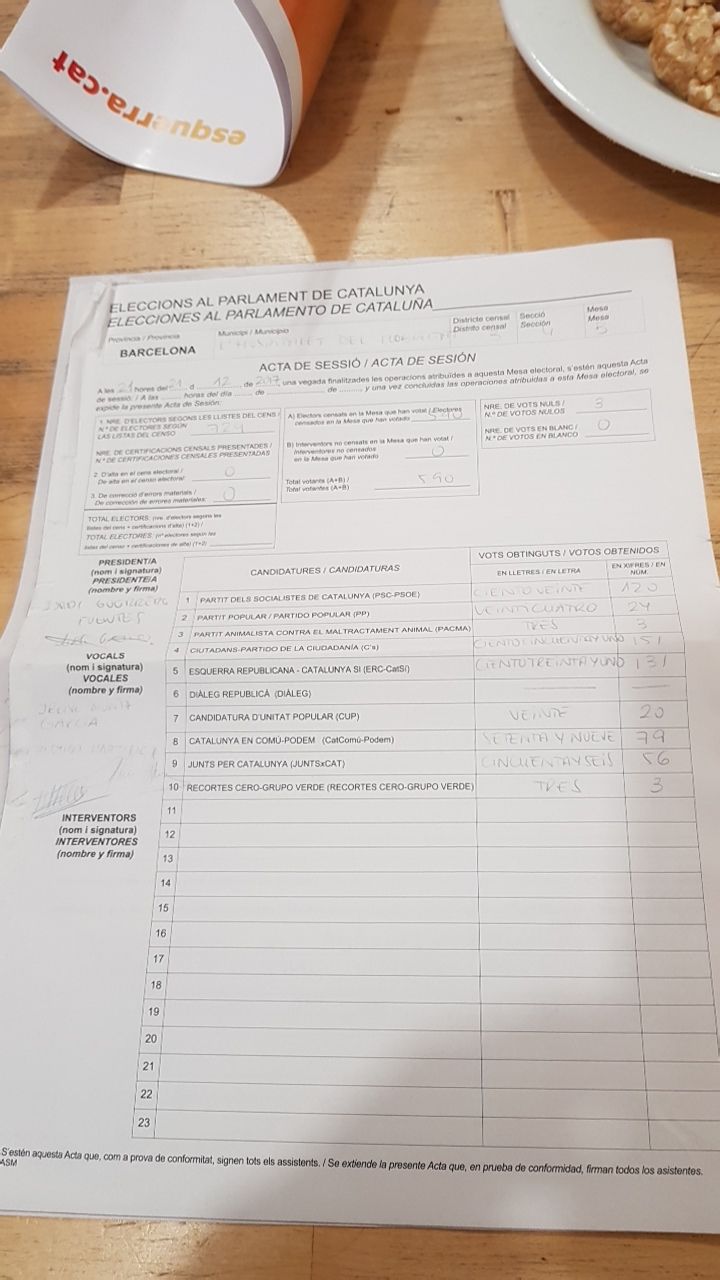 esquerra.cat
ELECCIONS AL PARLAMENT DE CATALUNYA
ELECCIONES AL PARLAMENTO DE CATALUÑA
Província / Provincia
BARCELONA
Municipi / Municipio
L'HOSPITALET DEL
Districte censal
Distrito censal
Secció
Sección
4
Mesa
Mesa
ACTA DE SESSIÓ / ACTA DE SESIÓN
A les 21 hores del 21 d 12 de 2017, una vegada finalitzades les operacions atribuïdes a aquesta Mesa electoral, s'estén aquesta Acta
de sessió. / A las ........ horas del día ........ de ........ de ........ y una vez concluidas las operaciones atribuidas a esta Mesa electoral, se
expide la presente Acta de Sesión:
1. NRE. D'ELECTORS SEGONS LES LLISTES DEL CENS /
N.º DE ELECTORES SEGÚN
LAS LISTAS DEL CENSO 729
NRE. DE CERTIFICACIONS CENSALS PRESENTADES /
N.º DE CERTIFICACIONES CENSALES PRESENTADAS
2. D'alta en el cens electoral /
De alta en el censo electoral: 0
3. De correcció d'errors materials /
De corrección de errores materiales: 0
TOTAL ELECTORS: (nre. d'electors segons les
llistes del cens + certificacions d'alta) (1+2) /
TOTAL ELECTORES: (nº electores según las
listas del censo + certificaciones de alta) (1+2)
A) Electors censats en la Mesa que han votat / Electores
censados en la Mesa que han votado 590
B) Interventors no censats en la Mesa que han votat /
Interventores no censados
en la Mesa que han votado 0
Total votants (A+B) /
Total votantes (A+B) 590
NRE. DE VOTS NULS /
N.º DE VOTOS NULOS 3
NRE. DE VOTS EN BLANC /
N.º DE VOTOS EN BLANCO 0
PRESIDENT/A
(nom i signatura)
PRESIDENTE/A
(nombre y firma)
FUENTES
VOCALS
(nom i signatura)
VOCALES
(nombre y firma)
GARCIA
INTERVENTORS
(nom i signatura)
INTERVENTORES
(nombre y firma)
CANDIDATURES / CANDIDATURAS
VOTS OBTINGUTS / VOTOS OBTENIDOS
EN LLETRES / EN LETRA
EN XIFRES / EN NÚM.
1 PARTIT DELS SOCIALISTES DE CATALUNYA (PSC-PSOE) CIENTO VEINTE 120
2 PARTIT POPULAR / PARTIDO POPULAR (PP) VEINTICUATRO 24
3 PARTIT ANIMALISTA CONTRA EL MALTRACTAMENT ANIMAL (PACMA) TRES 3
4 CIUTADANS-PARTIDO DE LA CIUDADANÍA (C's) CIENTO CINCUENTA Y UNO 151
5 ESQUERRA REPUBLICANA - CATALUNYA SÍ (ERC-CatSí) CIENTO TREINTA Y UNO 131
6 DIÀLEG REPUBLICÀ (DIÀLEG)
7 CANDIDATURA D'UNITAT POPULAR (CUP) VEINTE 20
8 CATALUNYA EN COMÚ-PODEM (CatComú-Podem) SETENTA Y NUEVE 79
9 JUNTS PER CATALUNYA (JUNTSxCAT) CINCUENTA Y SEIS 56
10 RECORTES CERO-GRUPO VERDE (RECORTES CERO-GRUPO VERDE) TRES 3
11
12
13
14
15
16
17
18
19
20
21
22
23
S'estén aquesta Acta que, com a prova de conformitat, signen tots els assistents. / Se extiende la presente Acta que, en prueba de conformidad, firman todos los asistentes.
ASM